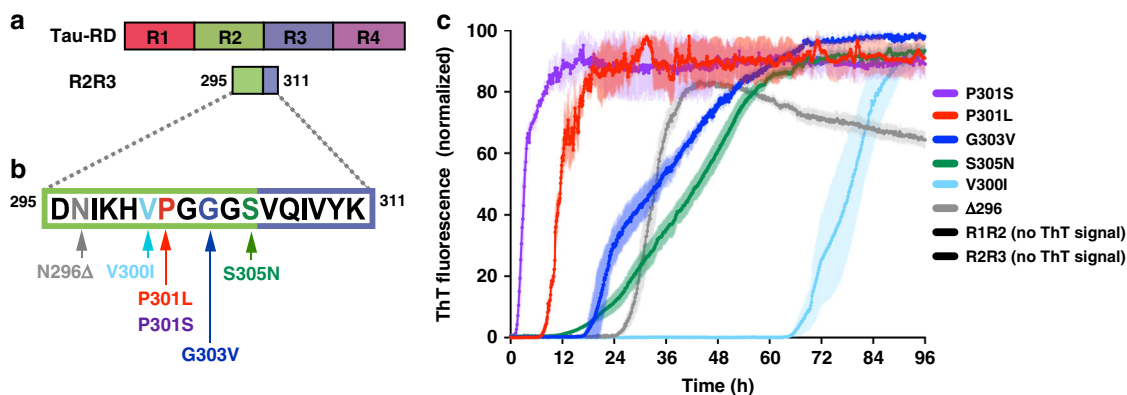 a
Tau-RD R1 R2 R3 R4
R2R3 295 311
b
295 DNIKHVPGGGSVQIVYK 311
N296Δ V300I S305N
P301L
P301S
G303V
c
ThT fluorescence (normalized)
100
80
60
40
20
0
0 12 24 36 48 60 72 84 96
Time (h)
P301S
P301L
G303V
S305N
V300I
Δ296
R1R2 (no ThT signal)
R2R3 (no ThT signal)